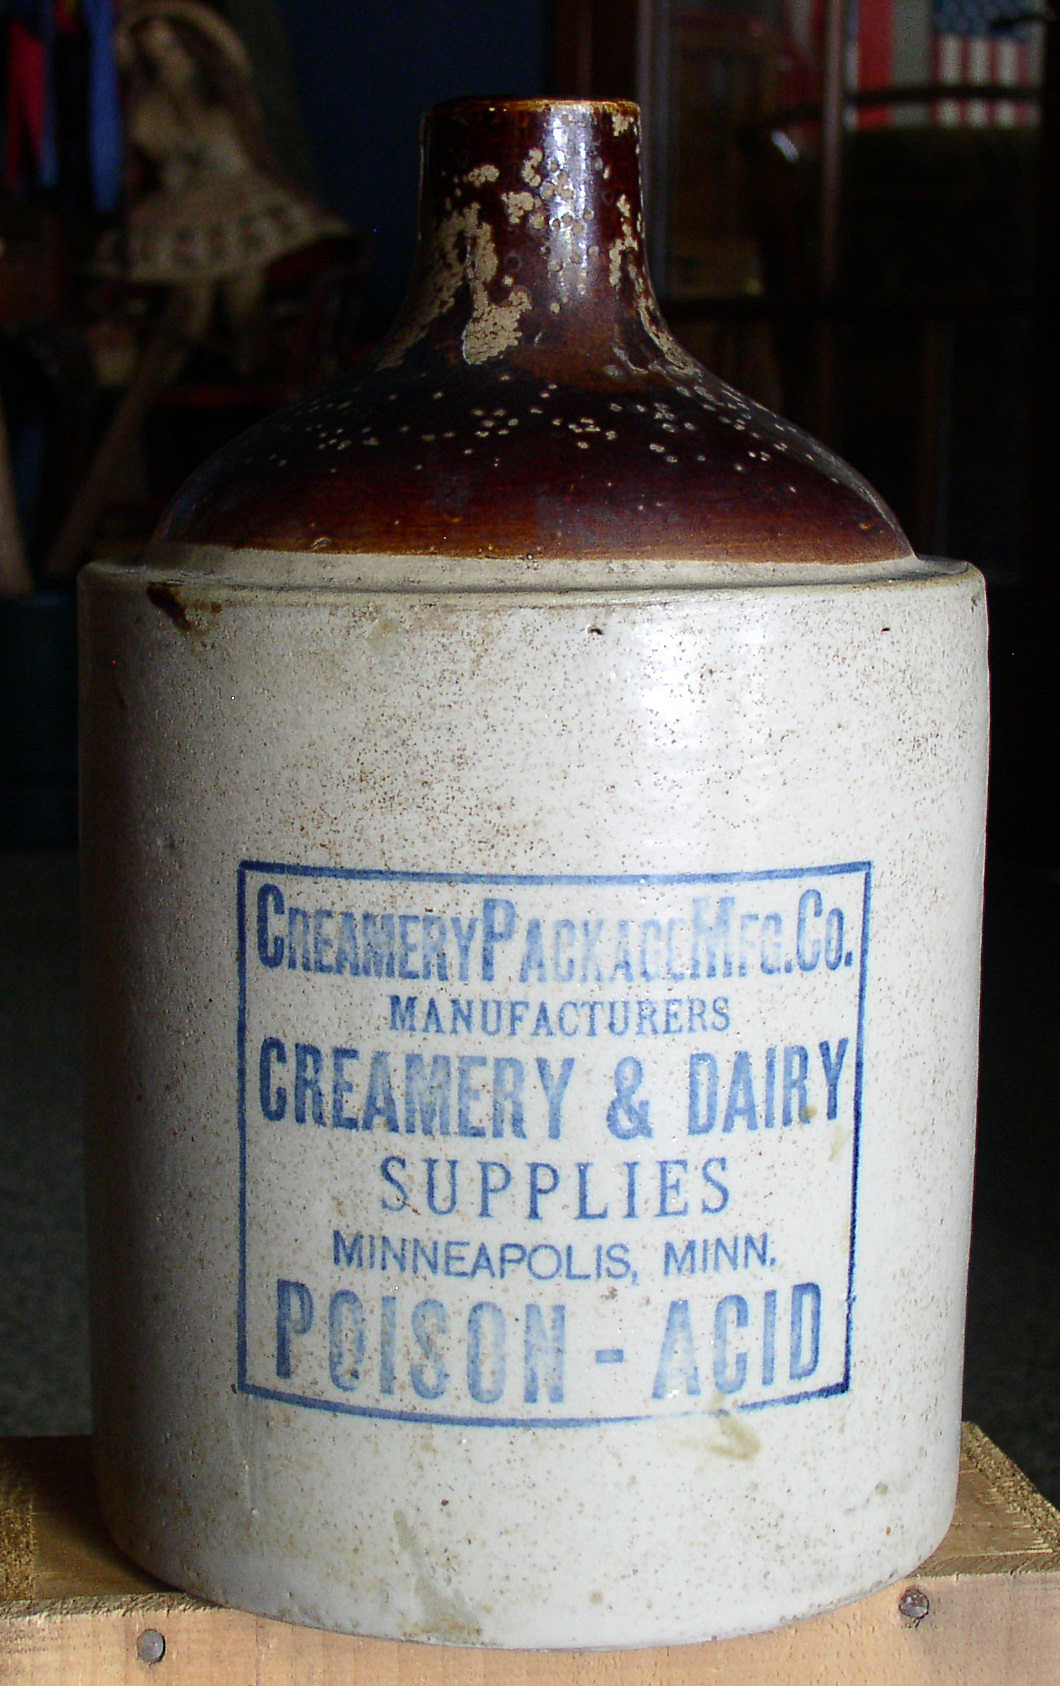 CREAMERY PACKAGE MFG. CO.
MANUFACTURERS
CREAMERY & DAIRY
SUPPLIES
MINNEAPOLIS, MINN.
POISON - ACID